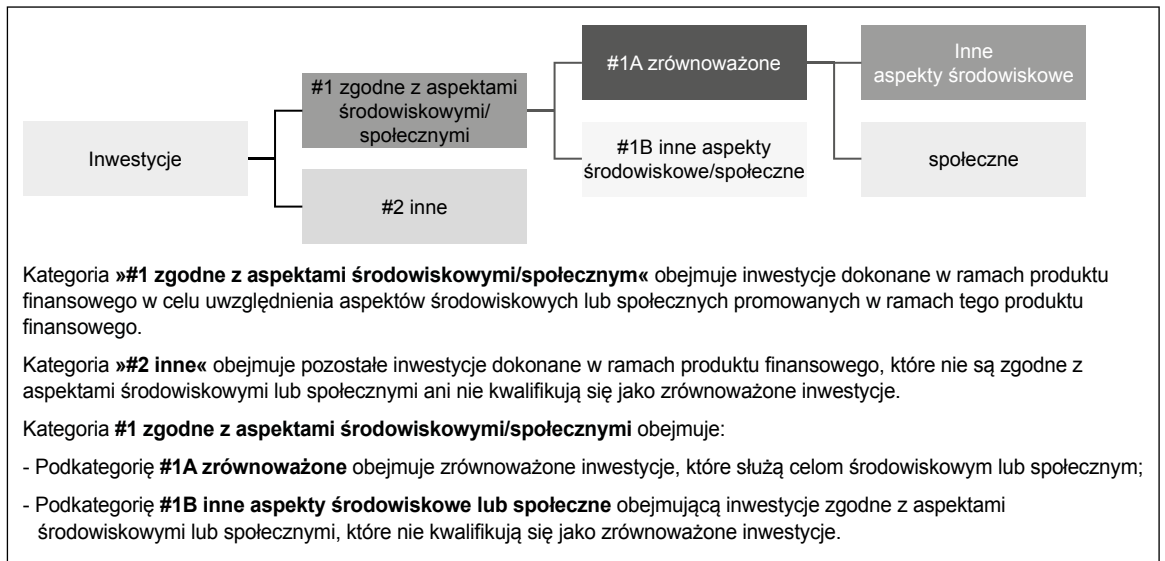 Inwestycje
#1 zgodne z aspektami
środowiskowymi/
społecznymi
#2 inne
#1A zrównoważone
#1B inne aspekty
środowiskowe/społeczne
Inne
aspekty środowiskowe
społeczne
Kategoria »#1 zgodne z aspektami środowiskowymi/społecznym« obejmuje inwestycje dokonane w ramach produktu
finansowego w celu uwzględnienia aspektów środowiskowych lub społecznych promowanych w ramach tego produktu
finansowego.
Kategoria »#2 inne« obejmuje pozostałe inwestycje dokonane w ramach produktu finansowego, które nie są zgodne z
aspektami środowiskowymi lub społecznymi ani nie kwalifikują się jako zrównoważone inwestycje.
Kategoria #1 zgodne z aspektami środowiskowymi/społecznymi obejmuje:
- Podkategorię #1A zrównoważone obejmuje zrównoważone inwestycje, które służą celom środowiskowym lub społecznym;
- Podkategorię #1B inne aspekty środowiskowe lub społeczne obejmującą inwestycje zgodne z aspektami
środowiskowymi lub społecznymi, które nie kwalifikują się jako zrównoważone inwestycje.